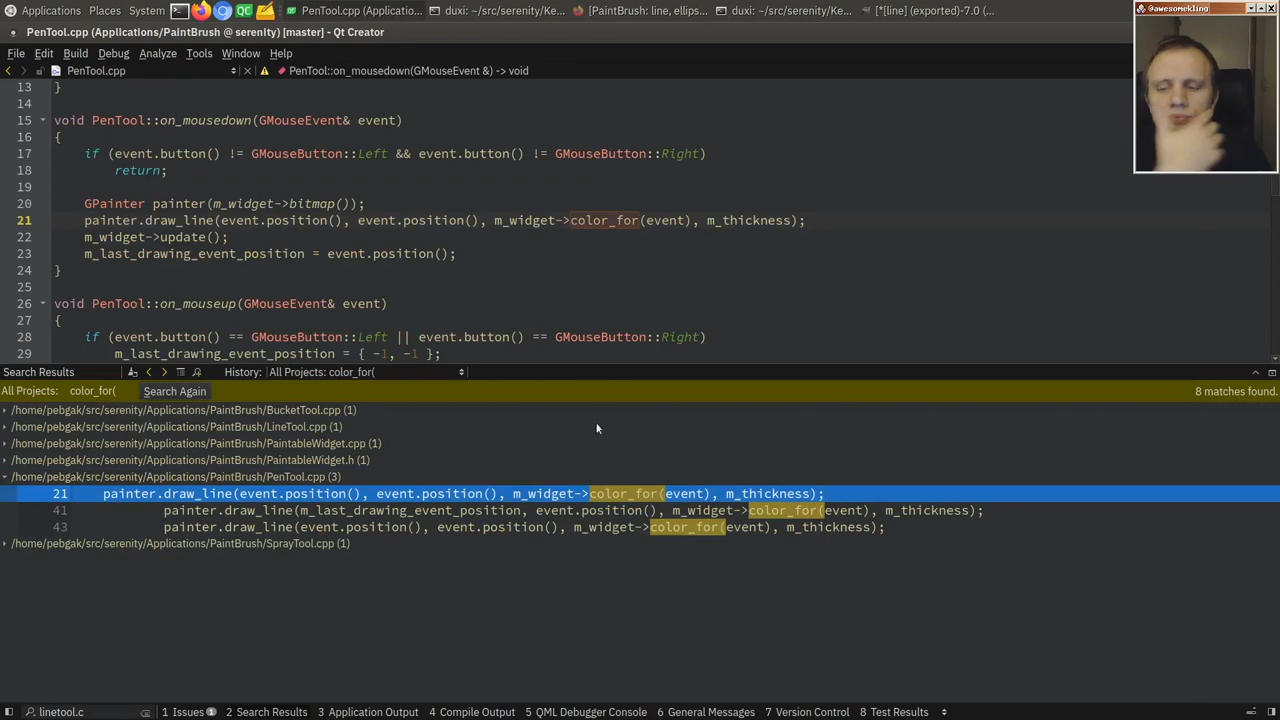 Applications Places System PenTool.cpp (Applicatio... duxi: ~/src/serenity/Ke... [PaintBrush: line, ellips... duxi: ~/src/serenity/Ke... [*[line] (exported)-7.0 (...
@awesomekling
PenTool.cpp (Applications/PaintBrush @ serenity) [master] - Qt Creator
File Edit Build Debug Analyze Tools Window Help
PenTool.cpp PenTool::on_mousedown(GMouseEvent &) -> void
13 }
14
15 void PenTool::on_mousedown(GMouseEvent& event)
16 {
17 if (event.button() != GMouseButton::Left && event.button() != GMouseButton::Right)
18 return;
19
20 GPainter painter(m_widget->bitmap());
21 painter.draw_line(event.position(), event.position(), m_widget->color_for(event), m_thickness);
22 m_widget->update();
23 m_last_drawing_event_position = event.position();
24 }
25
26 void PenTool::on_mouseup(GMouseEvent& event)
27 {
28 if (event.button() == GMouseButton::Left || event.button() == GMouseButton::Right)
29 m_last_drawing_event_position = { -1, -1 };
Search Results History: All Projects: color_for(
All Projects: color_for( Search Again 8 matches found.
/home/pebgak/src/serenity/Applications/PaintBrush/BucketTool.cpp (1)
/home/pebgak/src/serenity/Applications/PaintBrush/LineTool.cpp (1)
/home/pebgak/src/serenity/Applications/PaintBrush/PaintableWidget.cpp (1)
/home/pebgak/src/serenity/Applications/PaintBrush/PaintableWidget.h (1)
/home/pebgak/src/serenity/Applications/PaintBrush/PenTool.cpp (3)
21 painter.draw_line(event.position(), event.position(), m_widget->color_for(event), m_thickness);
41 painter.draw_line(m_last_drawing_event_position, event.position(), m_widget->color_for(event), m_thickness);
43 painter.draw_line(event.position(), event.position(), m_widget->color_for(event), m_thickness);
/home/pebgak/src/serenity/Applications/PaintBrush/SprayTool.cpp (1)
linetool.c 1 Issues 1 2 Search Results 3 Application Output 4 Compile Output 5 QML Debugger Console 6 General Messages 7 Version Control 8 Test Results